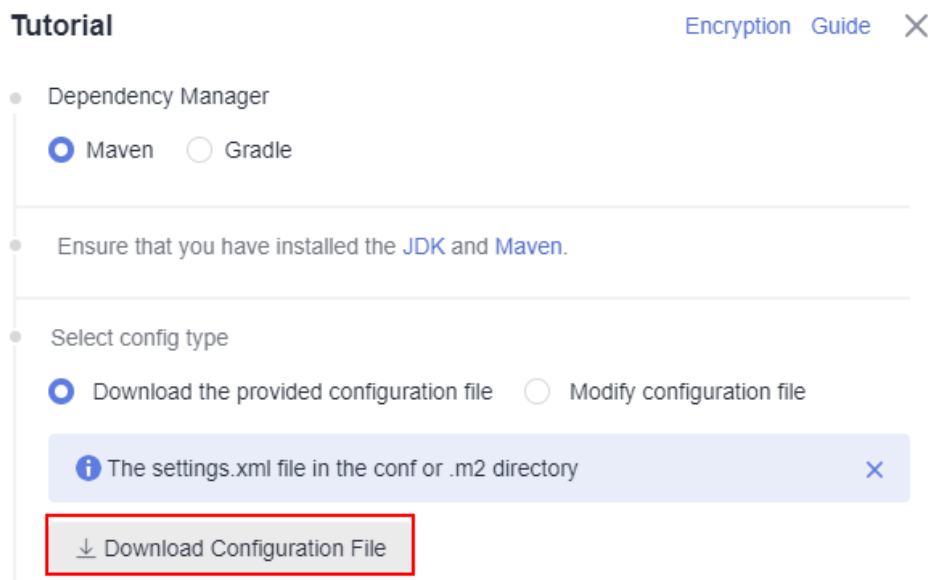 Tutorial Encryption Guide
Dependency Manager
Maven Gradle
Ensure that you have installed the JDK and Maven.
Select config type
Download the provided configuration file Modify configuration file
The settings.xml file in the conf or .m2 directory
Download Configuration File